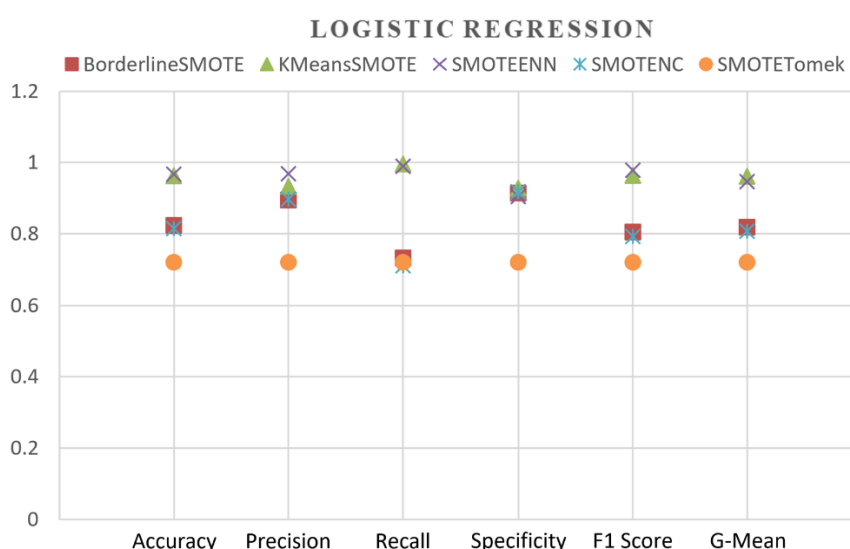 LOGISTIC REGRESSION
BorderlineSMOTE KMeansSMOTE SMOTEENN SMOTENC SMOTETomek
1.2
1
0.8
0.6
0.4
0.2
0
Accuracy Precision Recall Specificity F1 Score G-Mean